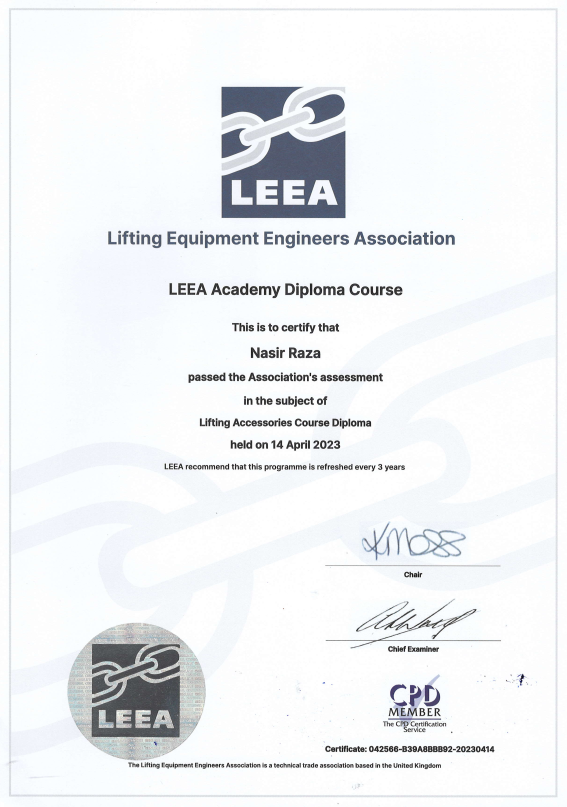 LEEA
Lifting Equipment Engineers Association
LEEA Academy Diploma Course
This is to certify that
Nasir Raza
passed the Association's assessment
in the subject of
Lifting Accessories Course Diploma
held on 14 April 2023
LEEA recommend that this programme is refreshed every 3 years
KMoss
Chair
Chief Examiner
LEEA
CPD
MEMBER
The CPD Certification
Service
Certificate: 042566-B39A8BBB92-20230414
The Lifting Equipment Engineers Association is a technical trade association based in the United Kingdom